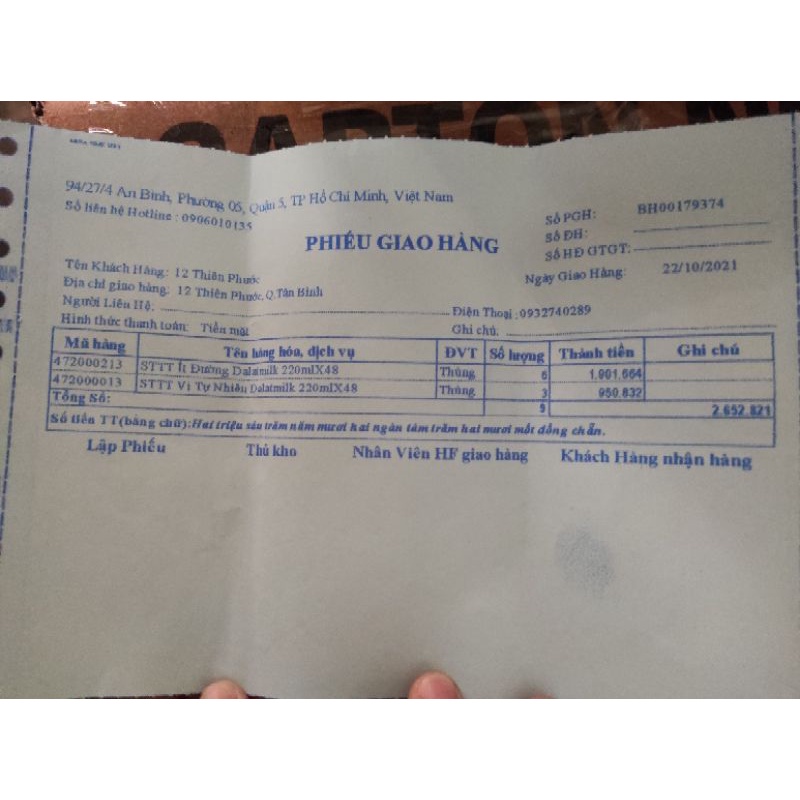 CARTON N
94/27/4 An Bình, Phường 05, Quận 5, TP Hồ Chí Minh, Việt Nam
Số liên hệ Hotline : 0906010135
PHIẾU GIAO HÀNG
Số PGH: BH00179374
Số ĐH:
Số HĐ GTGT:
Ngày Giao Hàng: 22/10/2021
Tên Khách Hàng: 12 Thiên Phước
Địa chỉ giao hàng: 12 Thiên Phước, Q.Tân Bình
Người Liên Hệ: Điện Thoại : 0932740289
Hình thức thanh toán: Tiền mặt Ghi chú:
Mã hàng Tên hàng hóa, dịch vụ ĐVT Số lượng Thành tiền Ghi chú
472000213 STTT Ít Đường Dalatmilk 220mlX48 Thùng 6
472000013 STTT Vị Tự Nhiên Dalatmilk 220mlX48 Thùng 3 950.832
Tổng Số: 9 2.652.821
Số tiền TT(bằng chữ):Hai triệu sáu trăm năm mươi hai ngàn tám trăm hai mươi mốt đồng chẵn.
Lập Phiếu Thủ kho Nhân Viên HF giao hàng Khách Hàng nhận hàng